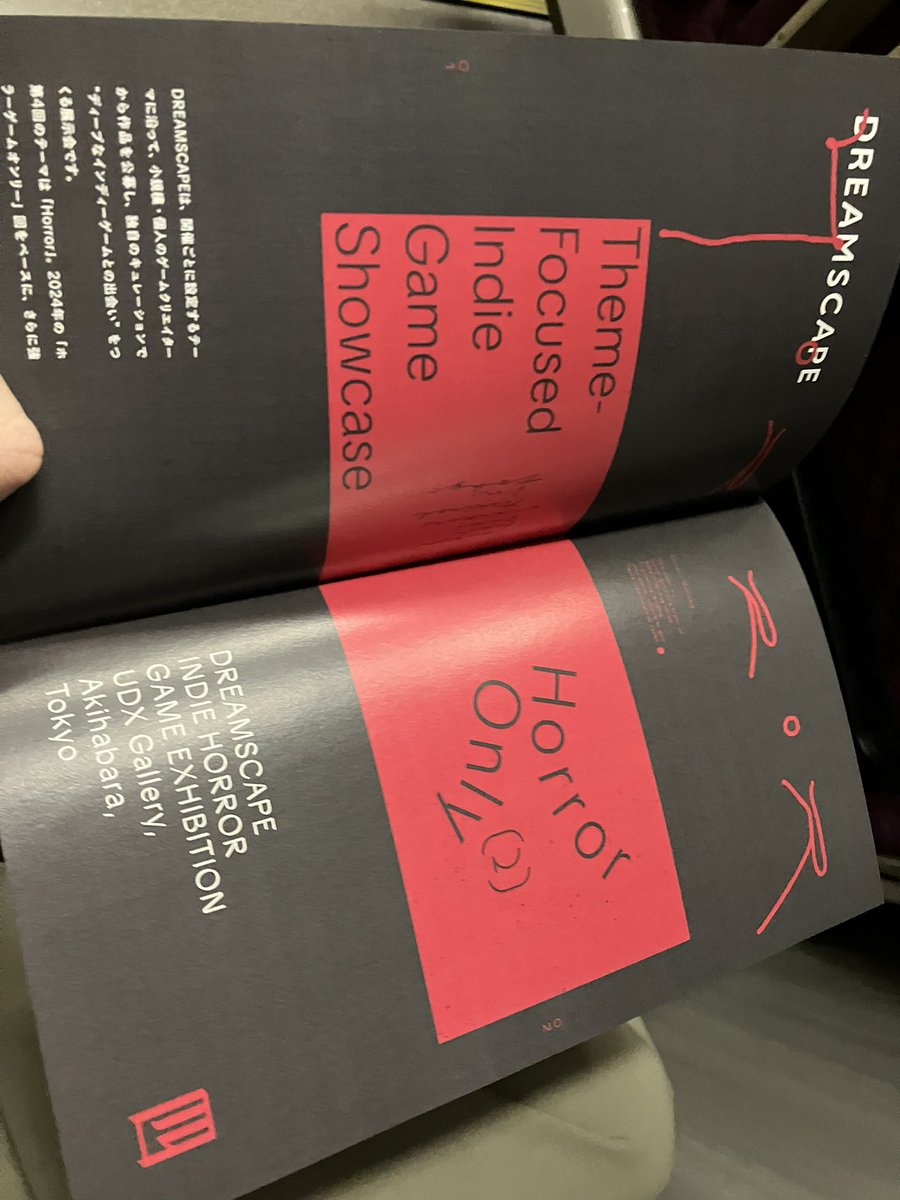 DREAMSCAPE
Theme-
Focused
Indie
Game
Showcase
01
DREAMSCAPEは、開催ごとに設定するテー
マに沿って、小規模・個人のゲームクリエイター
から作品を公募し、独自のキュレーションで
"ディープなインディーゲームとの出会い"をつ
くる展示会です。
第4回のテーマは「Horror」。2024年の「ホ
ラーゲームオンリー」回をベースに、さらに強
R o R
Horror
Only (2)
02
DREAMSCAPE
INDIE HORROR
GAME EXHIBITION
UDX Gallery,
Akihabara,
Tokyo